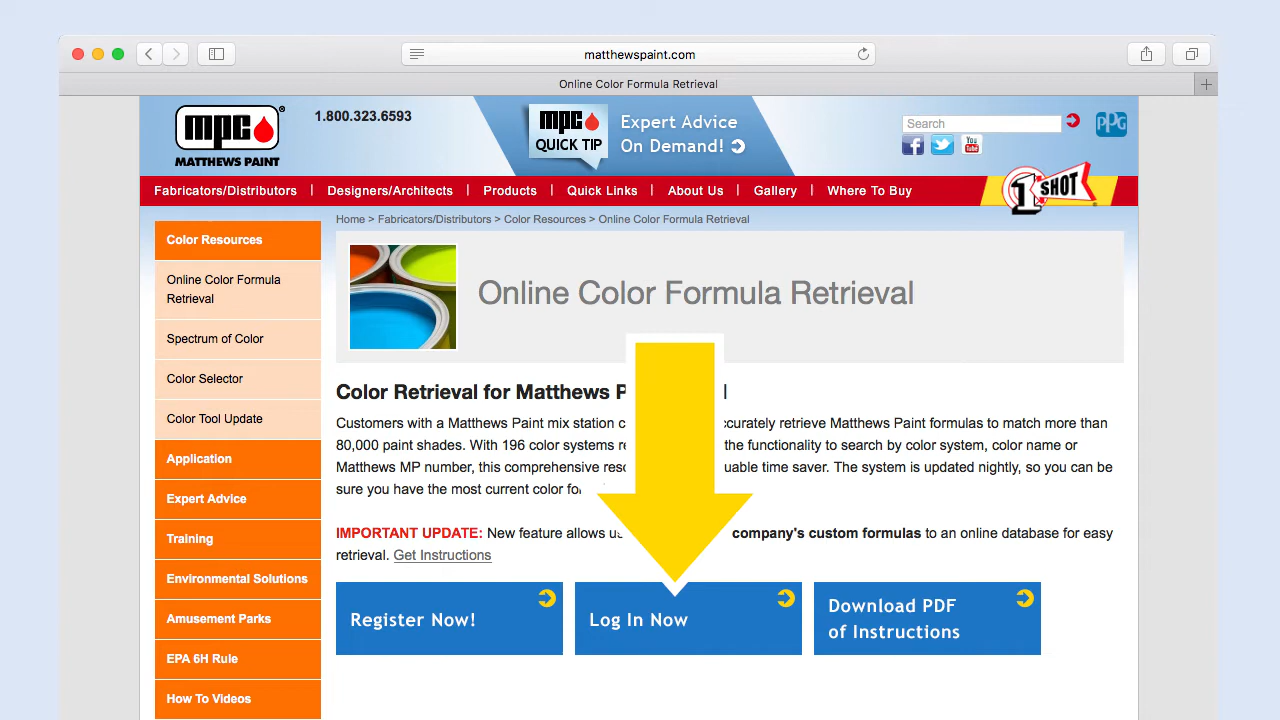 matthewspaint.com
Online Color Formula Retrieval
mpc
MATTHEWS PAINT
1.800.323.6593
mpc
QUICK TIP
Expert Advice
On Demand!
Search
PPG
You
Tube
Fabricators/Distributors | Designers/Architects | Products | Quick Links | About Us | Gallery | Where To Buy
1 SHOT
Home > Fabricators/Distributors > Color Resources > Online Color Formula Retrieval
Color Resources
Online Color Formula
Retrieval
Spectrum of Color
Color Selector
Color Tool Update
Application
Expert Advice
Training
Environmental Solutions
Amusement Parks
EPA 6H Rule
How To Videos
Online Color Formula Retrieval
Color Retrieval for Matthews
Customers with a Matthews Paint mix station retrieve Matthews Paint formulas to match more than
80,000 paint shades. With 196 color systems the functionality to search by color system, color name or
Matthews MP number, this comprehensive time saver. The system is updated nightly, so you can be
sure you have the most current color
IMPORTANT UPDATE: New feature allows company's custom formulas to an online database for easy
retrieval. Get Instructions
Register Now!
Log In Now
Download PDF
of Instructions